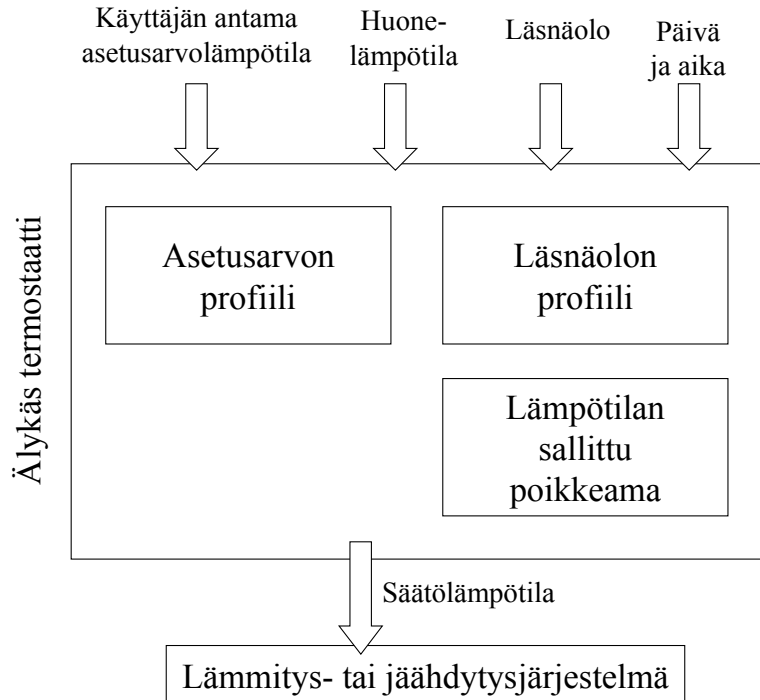 Käyttäjän antama
asetusarvolämpötila
Huone-
lämpötila
Läsnäolo
Päivä
ja aika
Älykäs termostaatti
Asetusarvon
profiili
Läsnäolon
profiili
Lämpötilan
sallittu
poikkeama
Säätölämpötila
Lämmitys- tai jäähdytysjärjestelmä